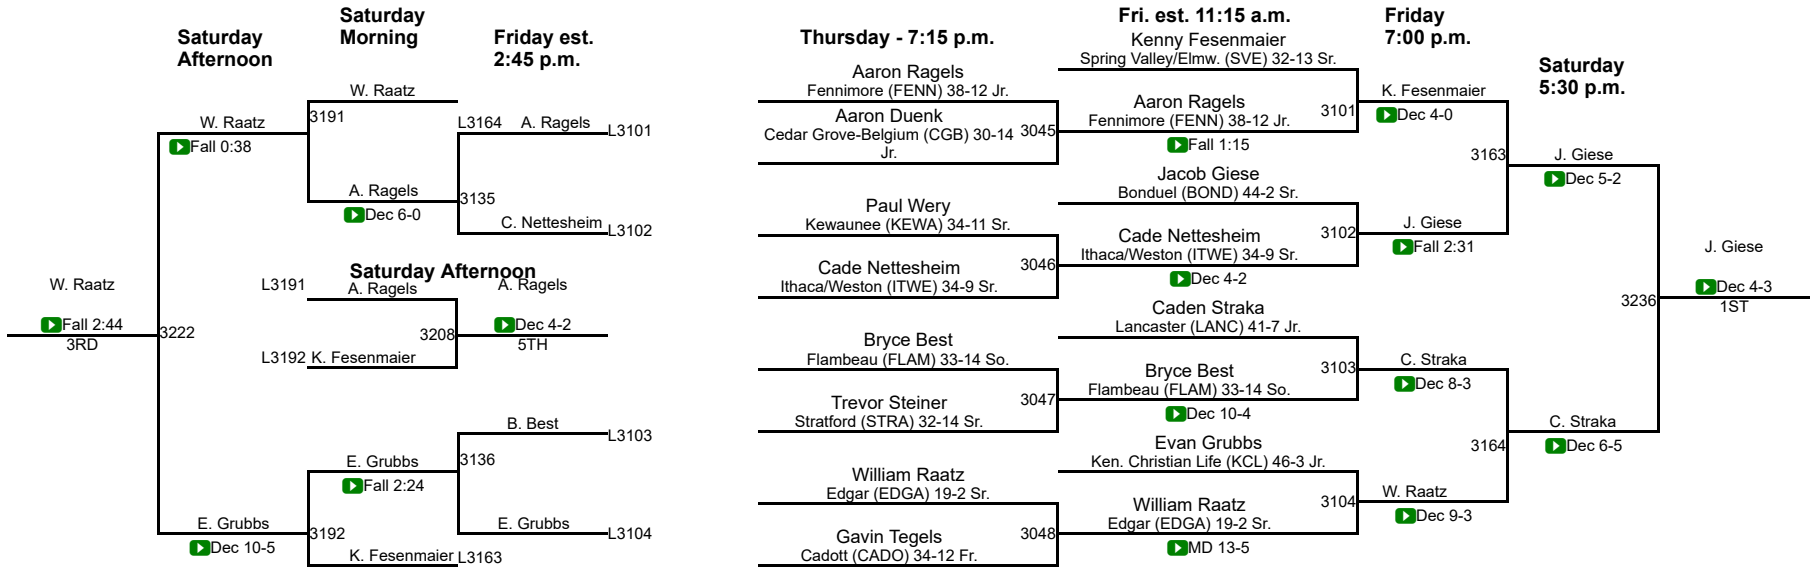 Saturday
Afternoon
Saturday
Morning
Friday est.
2:45 p.m.
W. Raatz
3191
W. Raatz
Fall 0:38
L3164
A. Ragels
L3101
A. Ragels
Dec 6-0
3135
C. Nettesheim
L3102
Saturday Afternoon
W. Raatz
Fall 2:44
3RD
3222
L3191
A. Ragels
3208
L3192
K. Fesenmaier
A. Ragels
Dec 4-2
5TH
B. Best
L3103
3136
E. Grubbs
Fall 2:24
E. Grubbs
L3104
E. Grubbs
Dec 10-5
3192
K. Fesenmaier
L3163
Thursday - 7:15 p.m.
Aaron Ragels
Fennimore (FENN) 38-12 Jr.
Aaron Duenk
Cedar Grove-Belgium (CGB) 30-14
Jr.
3045
Paul Wery
Kewaunee (KEWA) 34-11 Sr.
3046
Cade Nettesheim
Ithaca/Weston (ITWE) 34-9 Sr.
Bryce Best
Flambeau (FLAM) 33-14 So.
3047
Trevor Steiner
Stratford (STRA) 32-14 Sr.
William Raatz
Edgar (EDGA) 19-2 Sr.
3048
Gavin Tegels
Cadott (CADO) 34-12 Fr.
Fri. est. 11:15 a.m.
Kenny Fesenmaier
Spring Valley/Elmw. (SVE) 32-13 Sr.
Aaron Ragels
Fennimore (FENN) 38-12 Jr.
Fall 1:15
3101
Jacob Giese
Bonduel (BOND) 44-2 Sr.
3102
Cade Nettesheim
Ithaca/Weston (ITWE) 34-9 Sr.
Dec 4-2
Caden Straka
Lancaster (LANC) 41-7 Jr.
3103
Bryce Best
Flambeau (FLAM) 33-14 So.
Dec 10-4
Evan Grubbs
Ken. Christian Life (KCL) 46-3 Jr.
3104
William Raatz
Edgar (EDGA) 19-2 Sr.
MD 13-5
Friday
7:00 p.m.
K. Fesenmaier
Dec 4-0
3163
J. Giese
Fall 2:31
C. Straka
Dec 8-3
3164
W. Raatz
Dec 9-3
Saturday
5:30 p.m.
J. Giese
Dec 5-2
3236
C. Straka
Dec 6-5
J. Giese
Dec 4-3
1ST